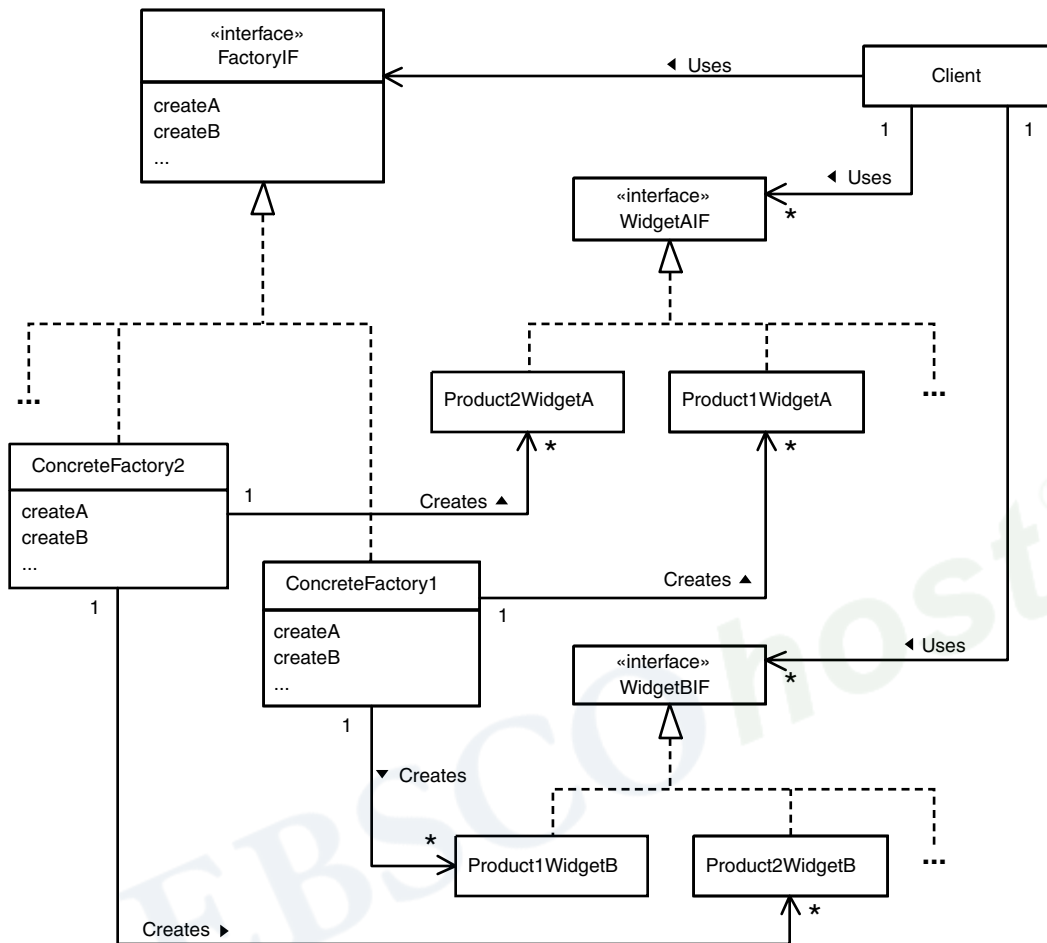 «interface»
FactoryIF
createA
createB
...
◄ Uses
Client
1
1
◄ Uses
*
«interface»
WidgetAIF
...
Product2WidgetA
Product1WidgetA
...
*
*
ConcreteFactory2
createA
createB
...
1
Creates ▲
1
ConcreteFactory1
createA
createB
...
1
Creates ▲
1
«interface»
WidgetBIF
◄ Uses
*
▼ Creates
*
Product1WidgetB
Product2WidgetB
...
*
Creates ►
EBSCOhost